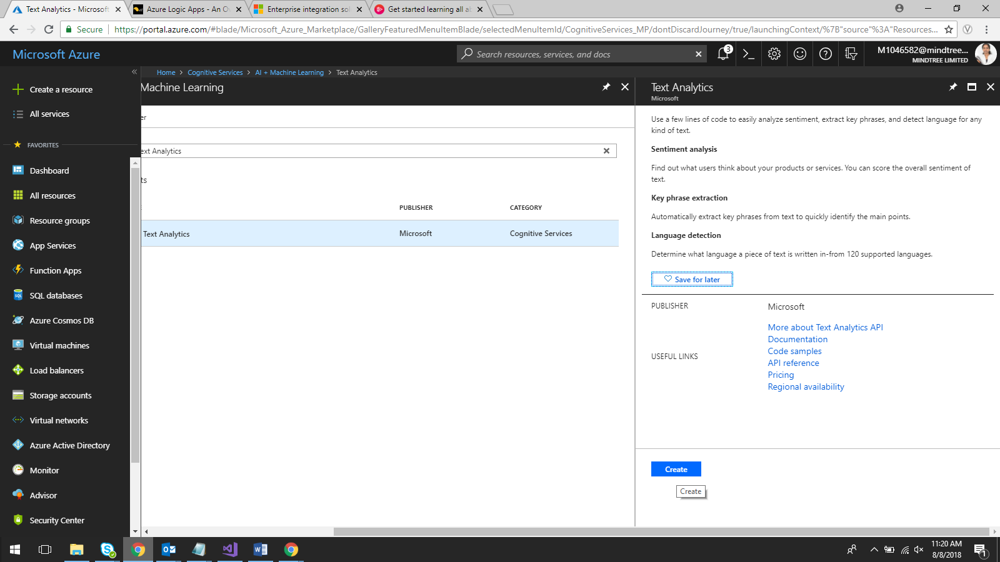 Text Analytics - Microsoft
Azure Logic Apps - An Ov
Enterprise integration sol
Get started learning all ab
Secure
https://portal.azure.com/#blade/Microsoft_Azure_Marketplace/GalleryFeaturedMenuItemBlade/selectedMenuItemId/CognitiveServices_MP/dontDiscardJourney/true/launchingContext/%7B"source"%3A"Resources...
Microsoft Azure
Search resources, services, and docs
3
M1046582@mindtree...
MINDTREE LIMITED
Home > Cognitive Services > AI + Machine Learning > Text Analytics
Create a resource
All services
FAVORITES
Dashboard
All resources
Resource groups
App Services
Function Apps
SQL databases
Azure Cosmos DB
Virtual machines
Load balancers
Storage accounts
Virtual networks
Azure Active Directory
Monitor
Advisor
Security Center
Machine Learning
er
ext Analytics
ts
PUBLISHER
CATEGORY
Text Analytics
Microsoft
Cognitive Services
Text Analytics
Microsoft
Use a few lines of code to easily analyze sentiment, extract key phrases, and detect language for any
kind of text.
Sentiment analysis
Find out what users think about your products or services. You can score the overall sentiment of
text.
Key phrase extraction
Automatically extract key phrases from text to quickly identify the main points.
Language detection
Determine what language a piece of text is written in-from 120 supported languages.
Save for later
PUBLISHER
Microsoft
USEFUL LINKS
More about Text Analytics API
Documentation
Code samples
API reference
Pricing
Regional availability
Create
Create
11:20 AM
8/8/2018
1